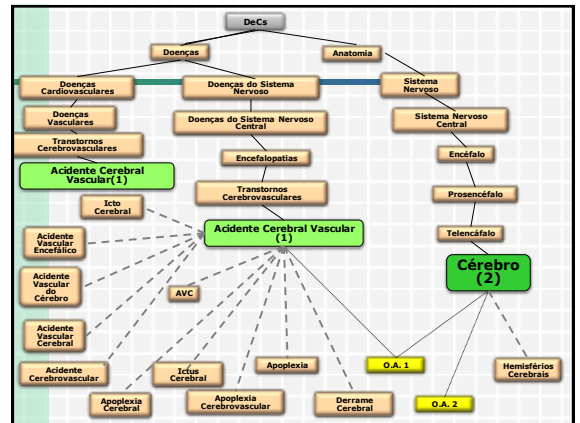 DeCs
Doenças
Anatomia
Doenças
Cardiovasculares
Doenças do Sistema
Nervoso
Sistema
Nervoso
Doenças
Vasculares
Doenças do Sistema Nervoso
Central
Sistema Nervoso
Central
Transtornos
Cerebrovasculares
Encefalopatias
Encéfalo
Acidente Cerebral
Vascular(1)
Transtornos
Cerebrovasculares
Prosencéfalo
Icto
Cerebral
Acidente Cerebral Vascular
(1)
Telencéfalo
Acidente
Vascular
Encefálico
Cérebro
(2)
Acidente
Vascular
do
Cérebro
AVC
Acidente
Vascular
Cerebral
Acidente
Cerebrovascular
Ictus
Cerebral
Apoplexia
O.A. 1
Hemisférios
Cerebrais
Apoplexia
Cerebral
Apoplexia
Cerebrovascular
Derrame
Cerebral
O.A. 2